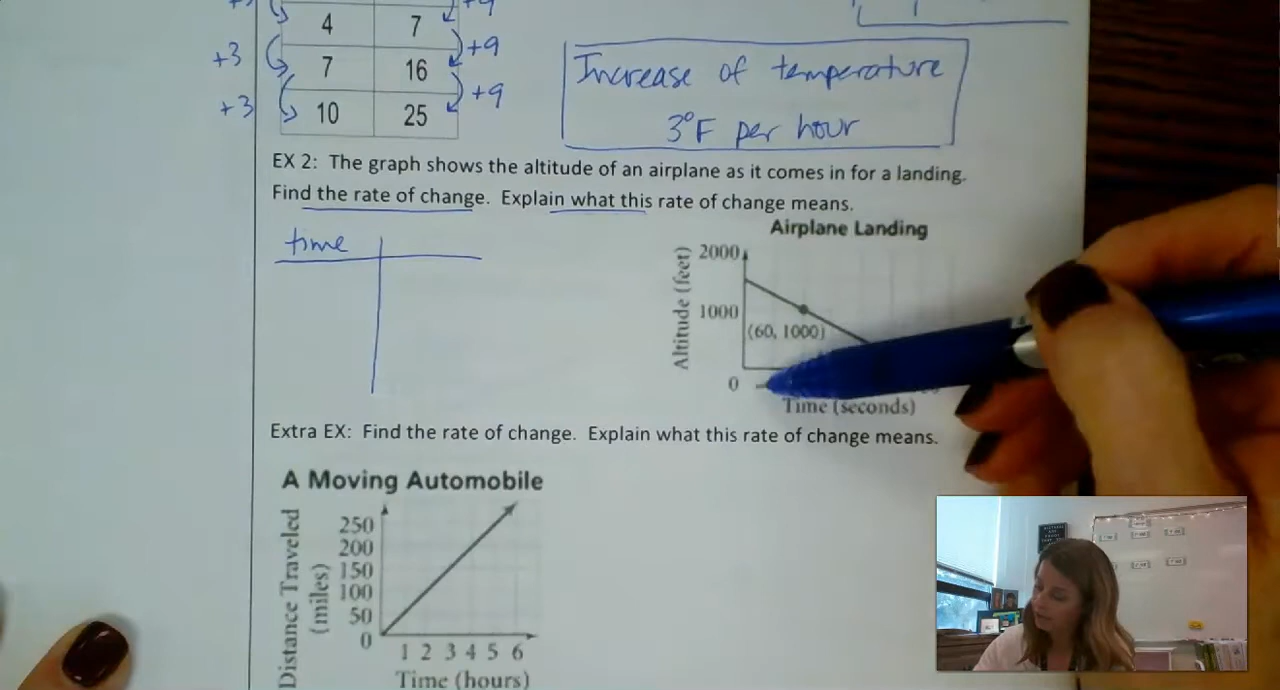 +9
4 7
+3 +9
7 16
+3 +9
10 25
Increase of temperature
3°F per hour
EX 2: The graph shows the altitude of an airplane as it comes in for a landing.
Find the rate of change. Explain what this rate of change means.
time
Airplane Landing
Altitude (feet)
2000
1000
(60, 1000)
0
Time (seconds)
Extra EX: Find the rate of change. Explain what this rate of change means.
A Moving Automobile
Distance Traveled
(miles)
250
200
150
100
50
0
1 2 3 4 5 6
Time (hours)